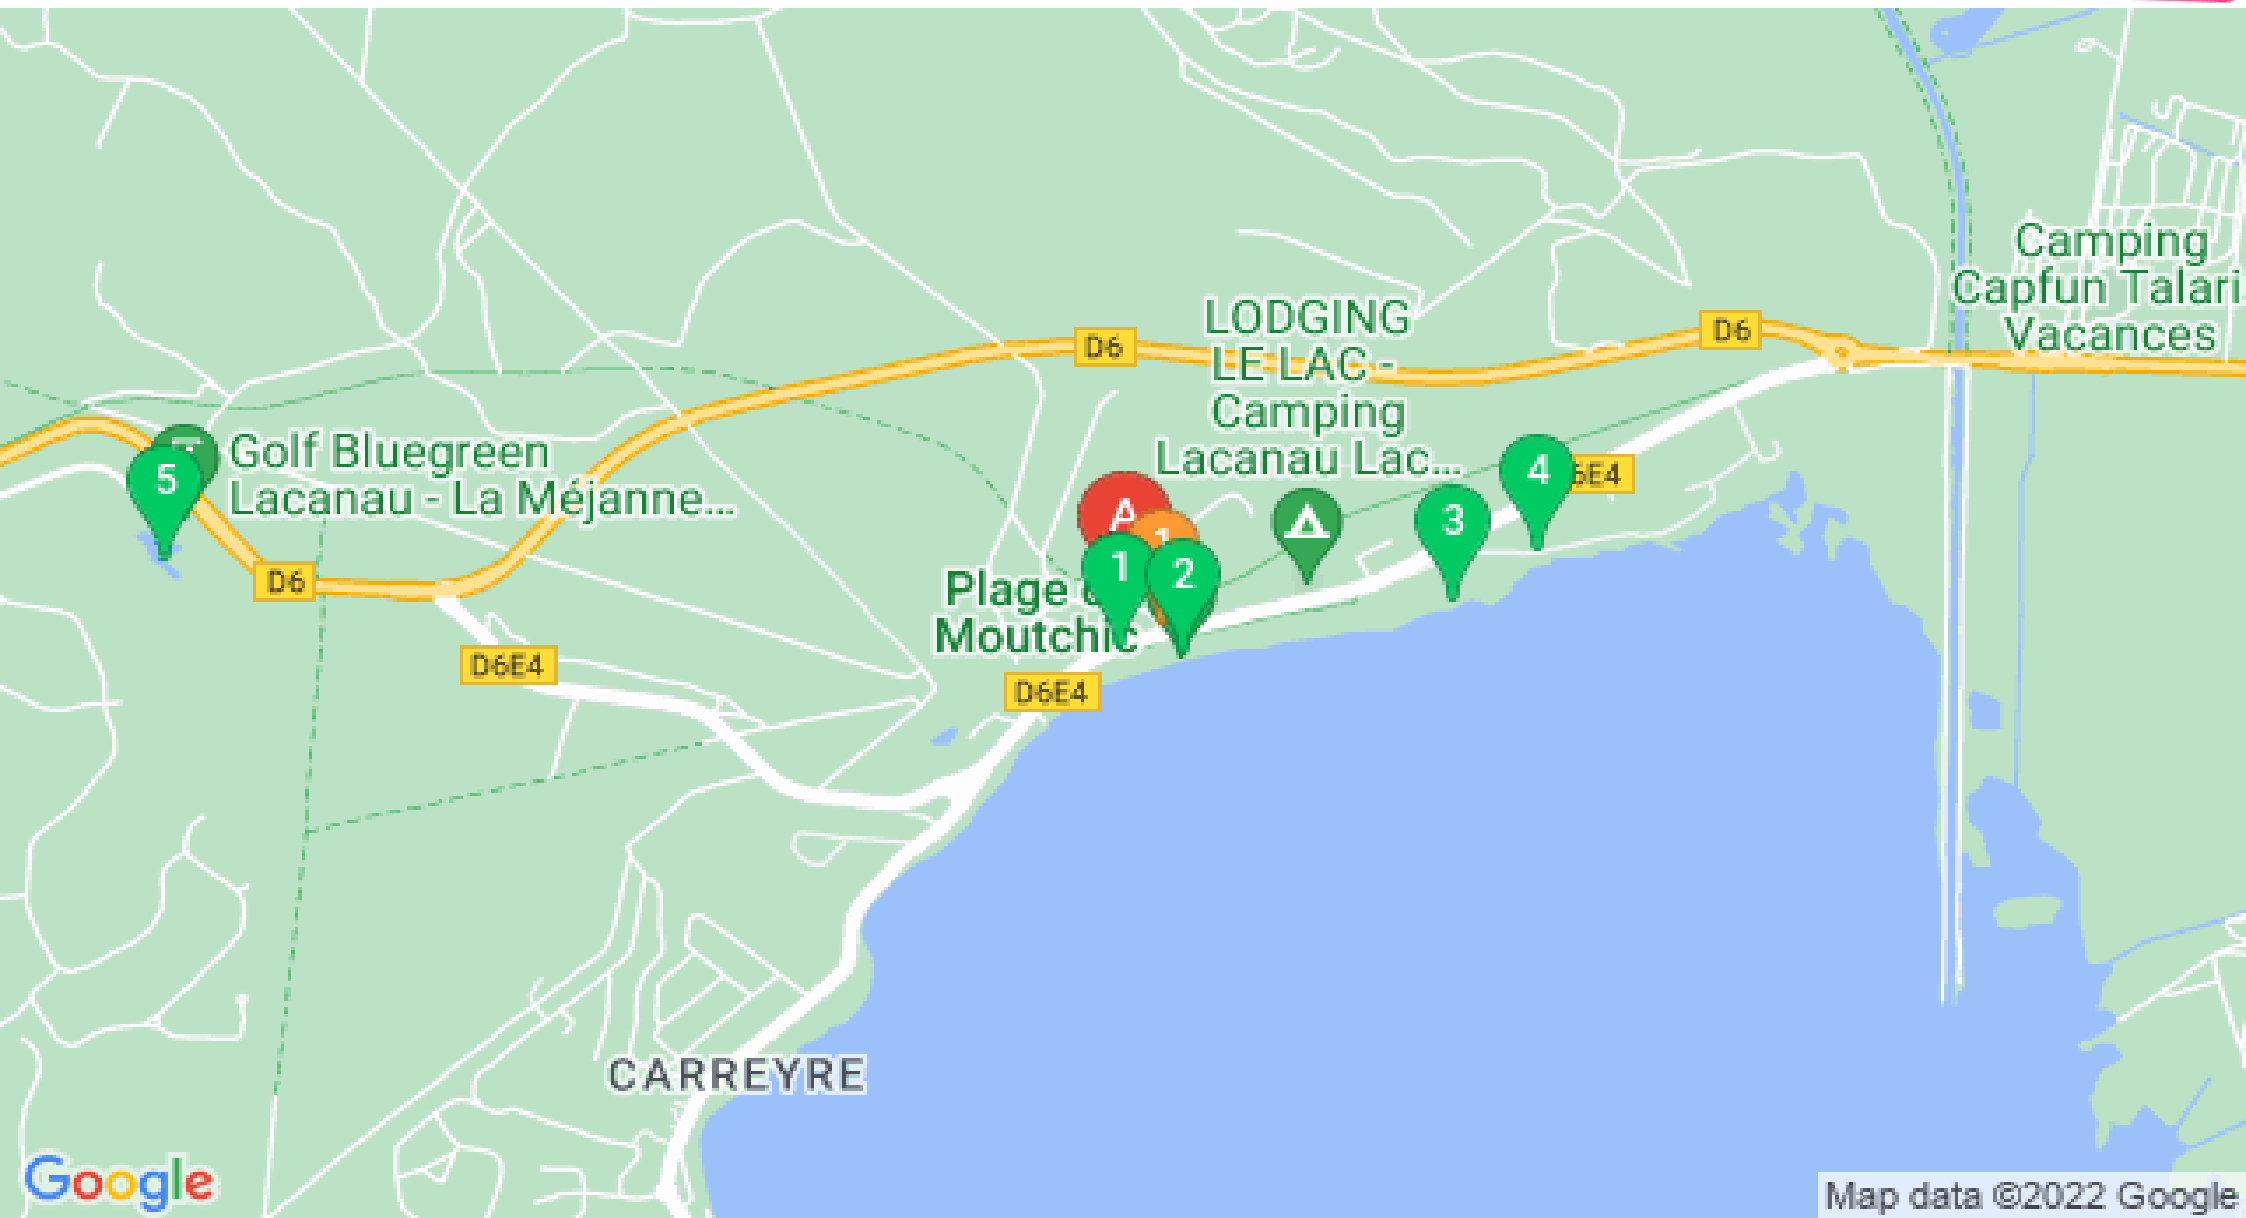 Camping
Capfun Talari
Vacances
LODGING
LE LAC -
Camping
Lacanau Lac...
D6
D6
4
6E4
Golf Bluegreen
Lacanau - La Méjanne...
5
A
1
3
1
2
D6
Plage
Moutchic
D6E4
D6E4
CARREYRE
Google
Map data ©2022 Google